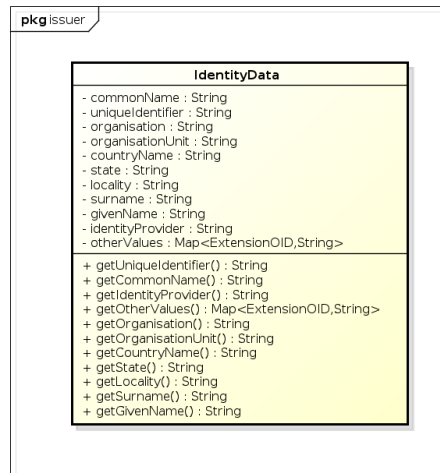 pkg issuer
IdentityData
- commonName : String
- uniqueIdentifier : String
- organisation : String
- organisationUnit : String
- countryName : String
- state : String
- locality : String
- surname : String
- givenName : String
- identityProvider : String
- otherValues : Map<ExtensionOID,String>
+ getUniqueIdentifier() : String
+ getCommonName() : String
+ getIdentityProvider() : String
+ getOtherValues() : Map<ExtensionOID,String>
+ getOrganisation() : String
+ getOrganisationUnit() : String
+ getCountryName() : String
+ getState() : String
+ getLocality() : String
+ getSurname() : String
+ getGivenName() : String